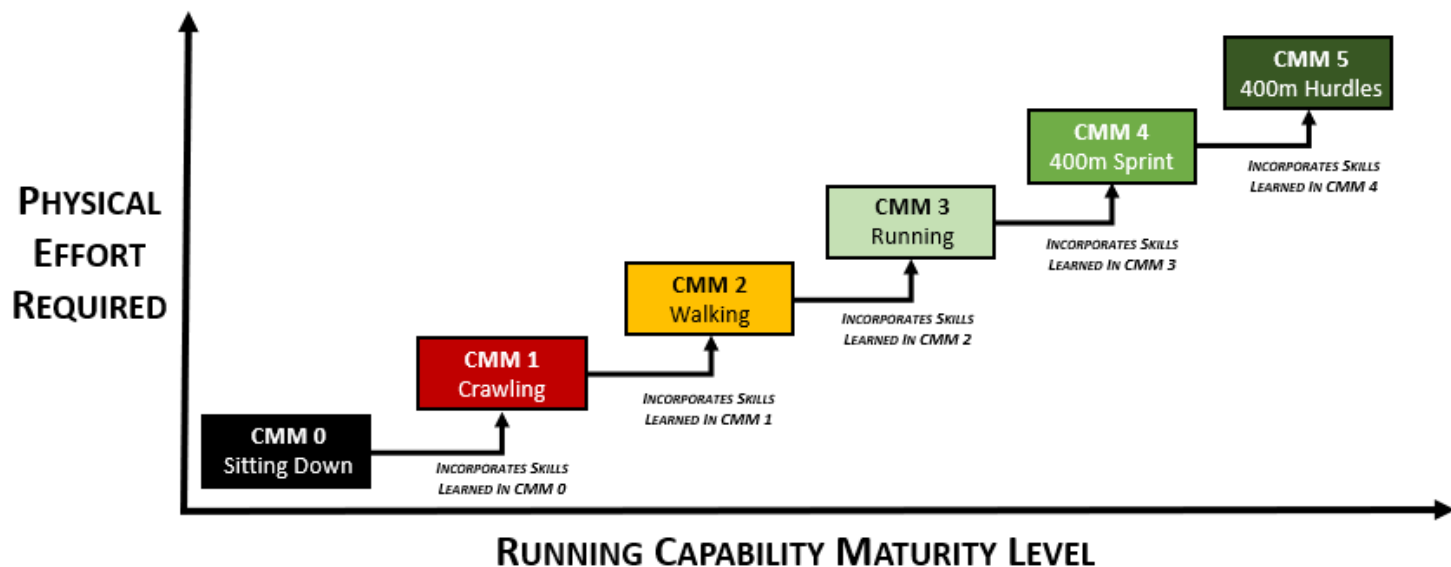 PHYSICAL
EFFORT
REQUIRED
CMM 0
Sitting Down
INCORPORATES SKILLS
LEARNED IN CMM 0
CMM 1
Crawling
INCORPORATES SKILLS
LEARNED IN CMM 1
CMM 2
Walking
INCORPORATES SKILLS
LEARNED IN CMM 2
CMM 3
Running
INCORPORATES SKILLS
LEARNED IN CMM 3
CMM 4
400m Sprint
INCORPORATES SKILLS
LEARNED IN CMM 4
CMM 5
400m Hurdles
RUNNING CAPABILITY MATURITY LEVEL